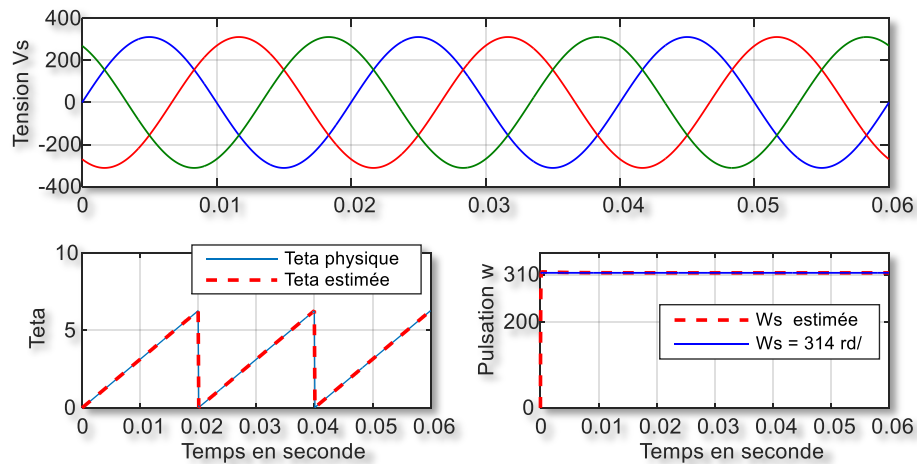 Tension Vs
400
200
0
-200
-400
0 0.01 0.02 0.03 0.04 0.05 0.06
Teta
10
5
0
Teta physique
Teta estimée
0 0.01 0.02 0.03 0.04 0.05 0.06
Temps en seconde
Pulsation w
310
200
0
Ws estimée
Ws = 314 rd/
0 0.01 0.02 0.03 0.04 0.05 0.06
Temps en seconde